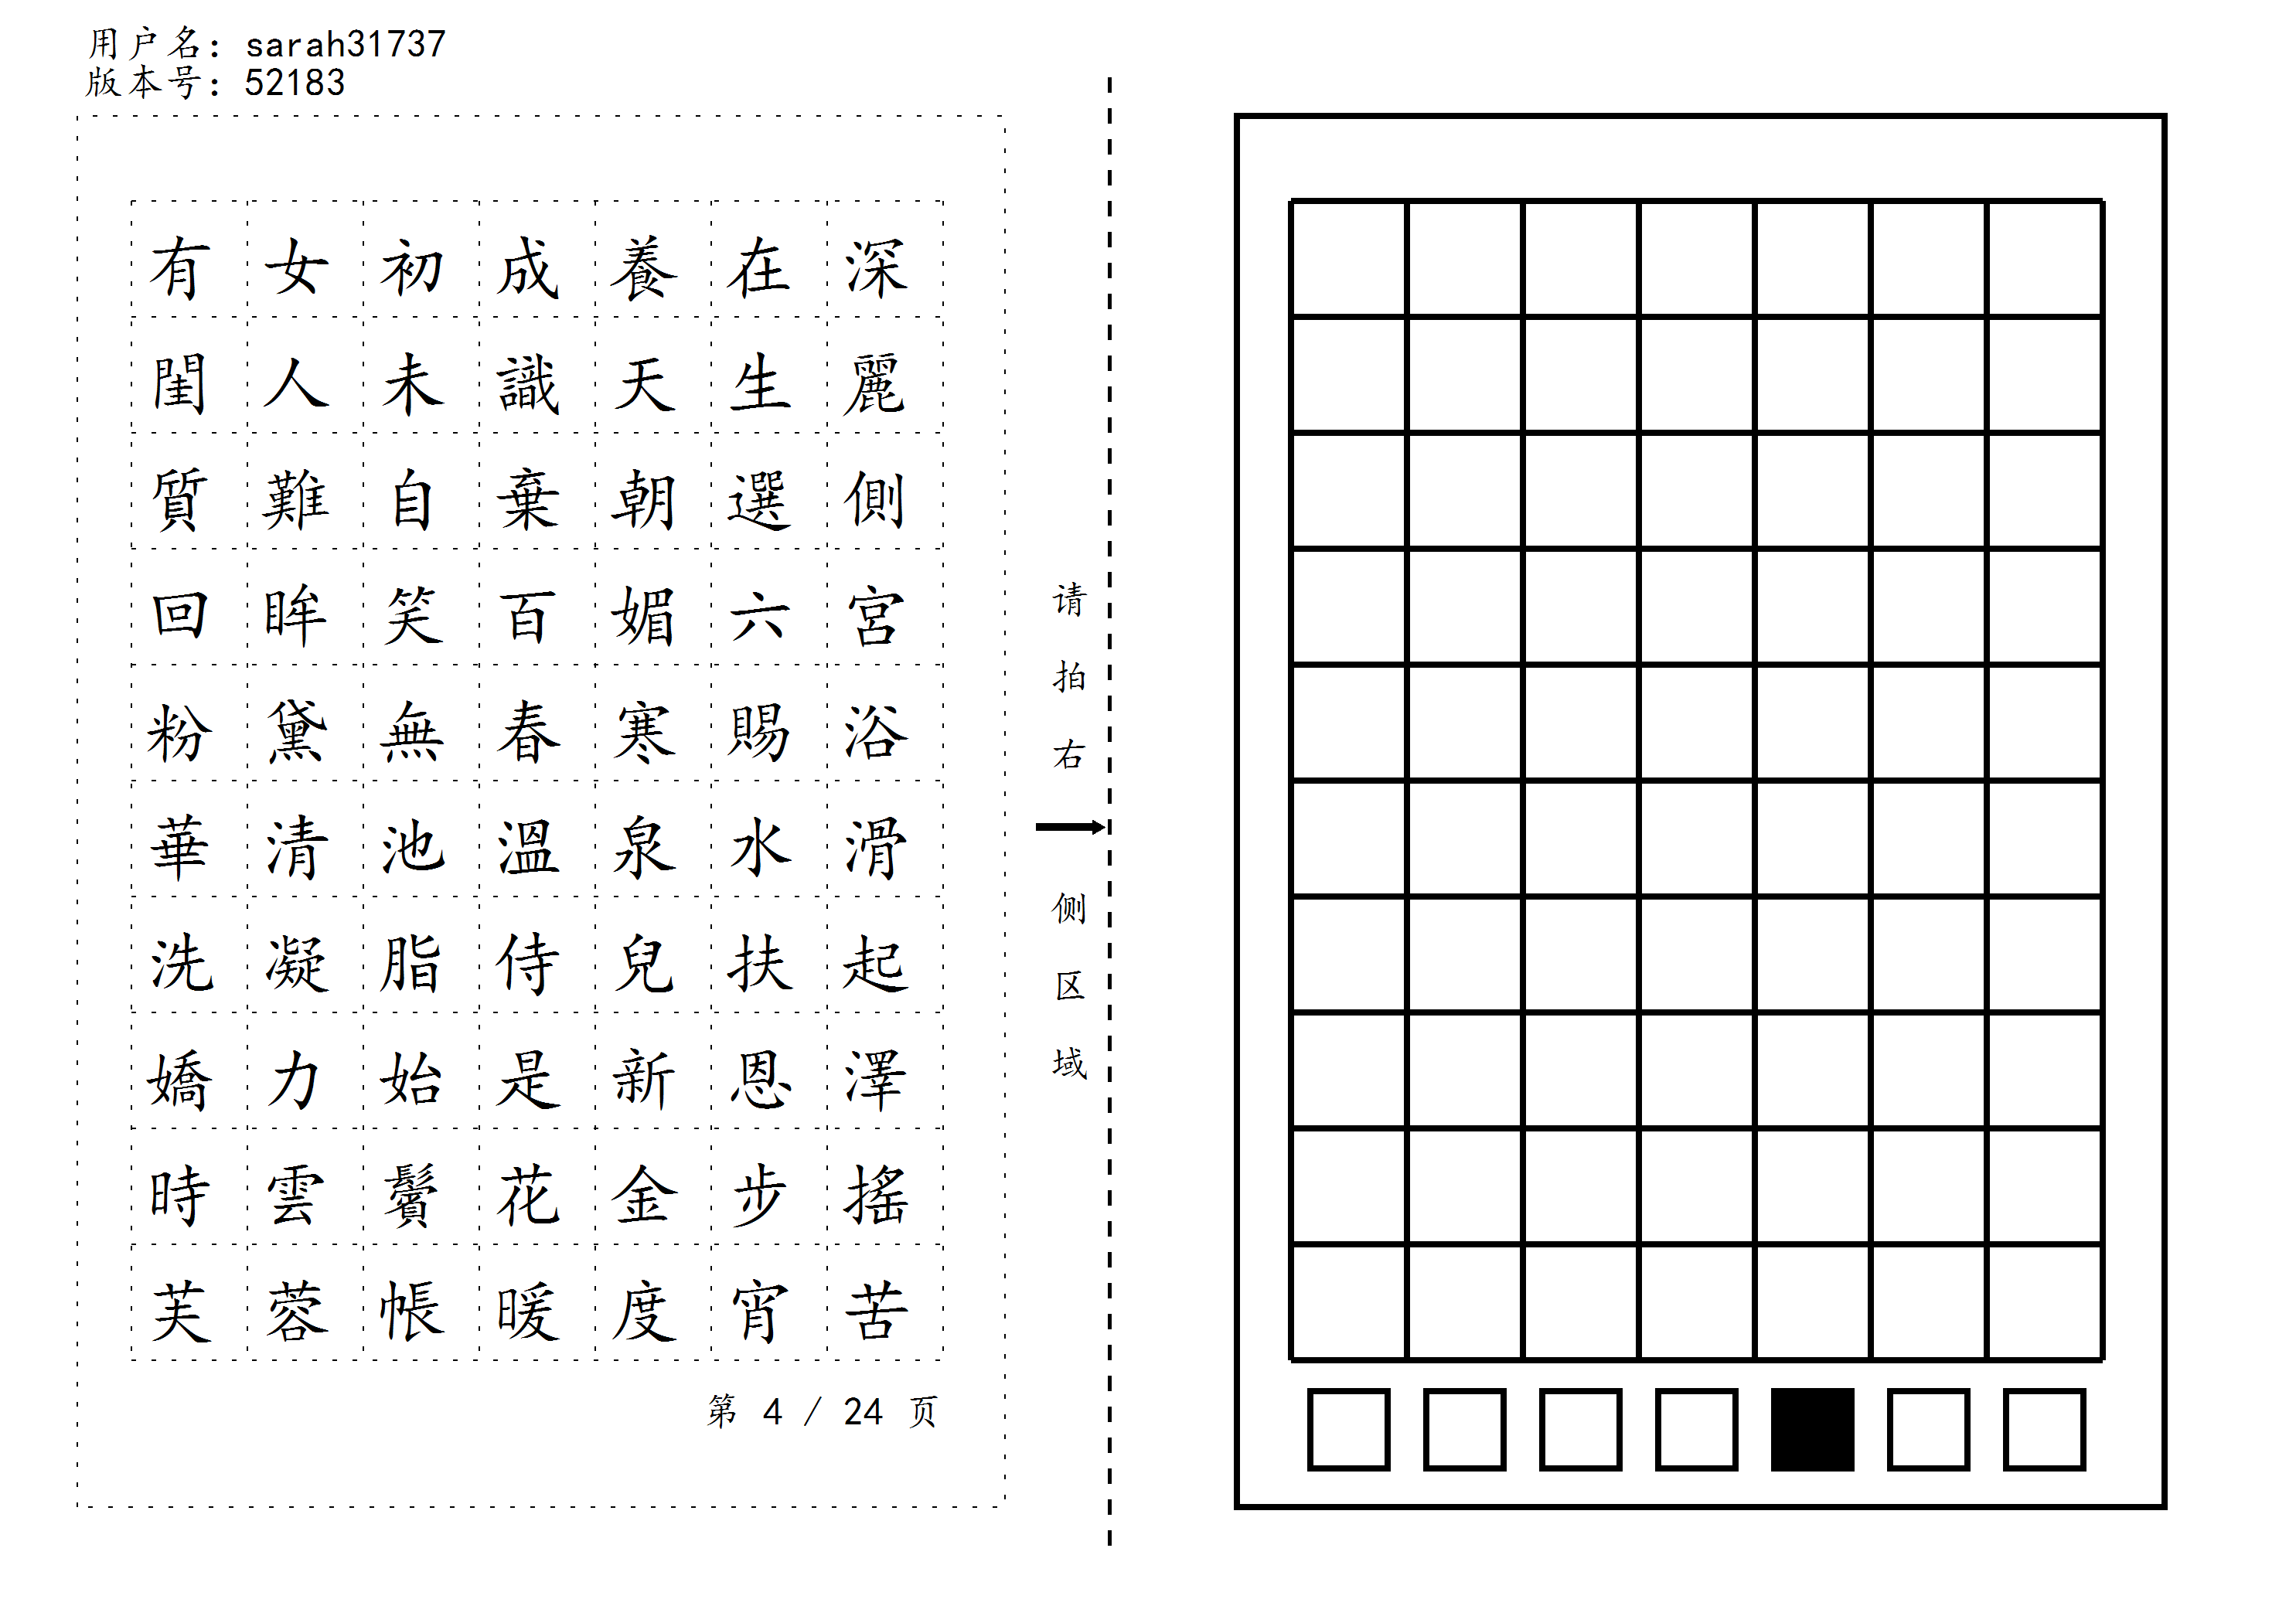 用户名: sarah31737
版本号: 52183
有女初成養在深
閨人未識天生麗
質難自棄朝選側
回眸笑百媚六宮
粉黛無春寒賜浴
華清池溫泉水滑
洗凝脂侍兒扶起
嬌力始是新恩澤
時雲鬢花金步搖
芙蓉帳暖度宵苦
第 4 / 24 页
请拍右侧区域